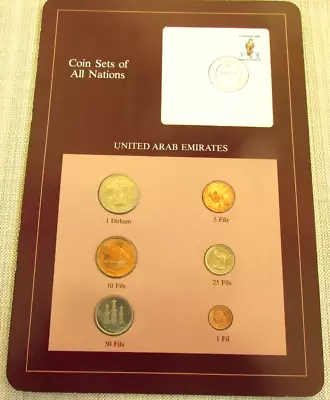 Coin Sets of
All Nations
UNITED ARAB EMIRATES
1 Dirham
5 Fils
10 Fils
25 Fils
50 Fils
1 Fil